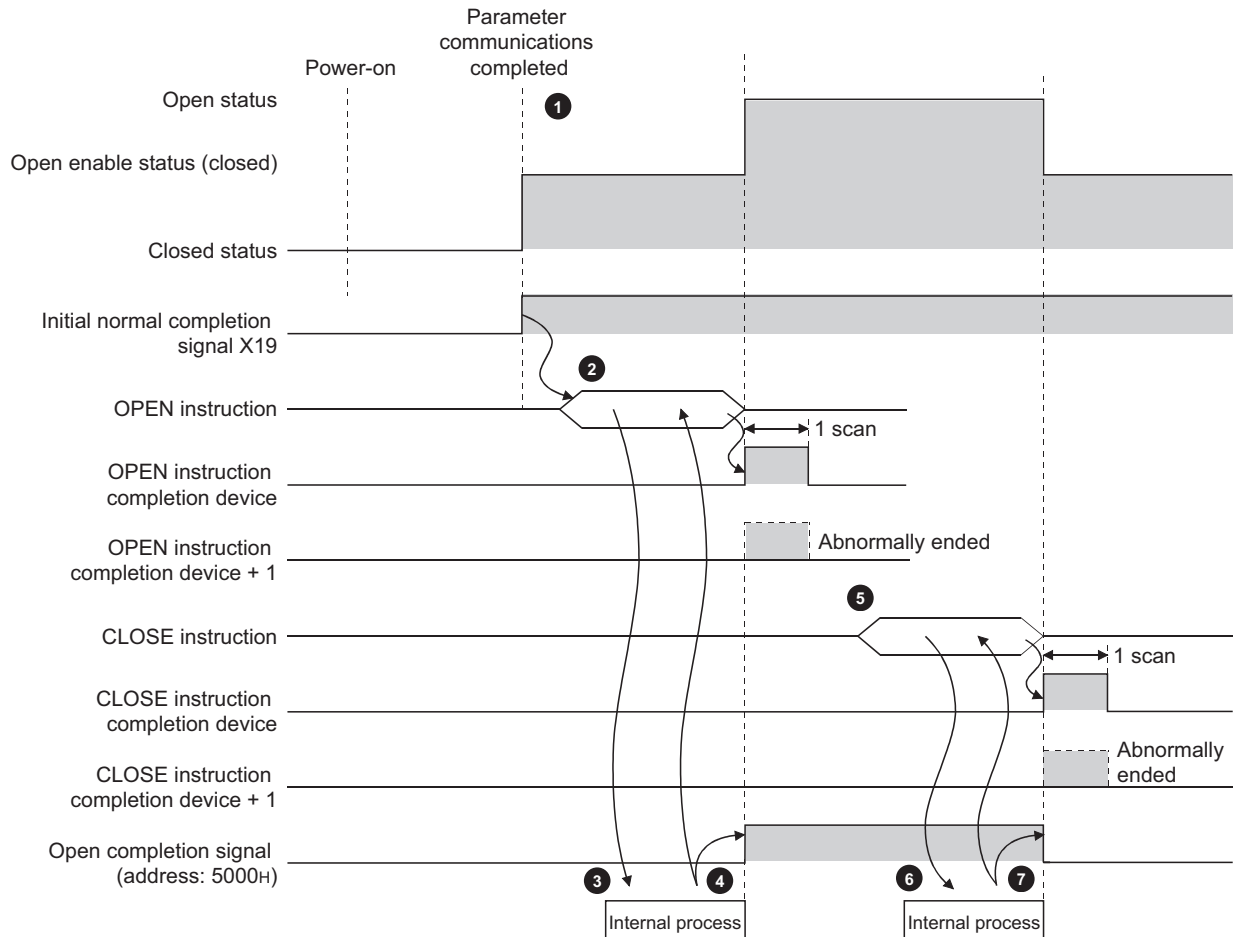 Parameter
communications
completed
Power-on
Open status
1
Open enable status (closed)
Closed status
Initial normal completion
signal X19
2
OPEN instruction
1 scan
OPEN instruction
completion device
OPEN instruction
completion device + 1
Abnormally ended
5
CLOSE instruction
1 scan
CLOSE instruction
completion device
CLOSE instruction
completion device + 1
Abnormally
ended
Open completion signal
(address: 5000H)
3
4
6
7
Internal process
Internal process